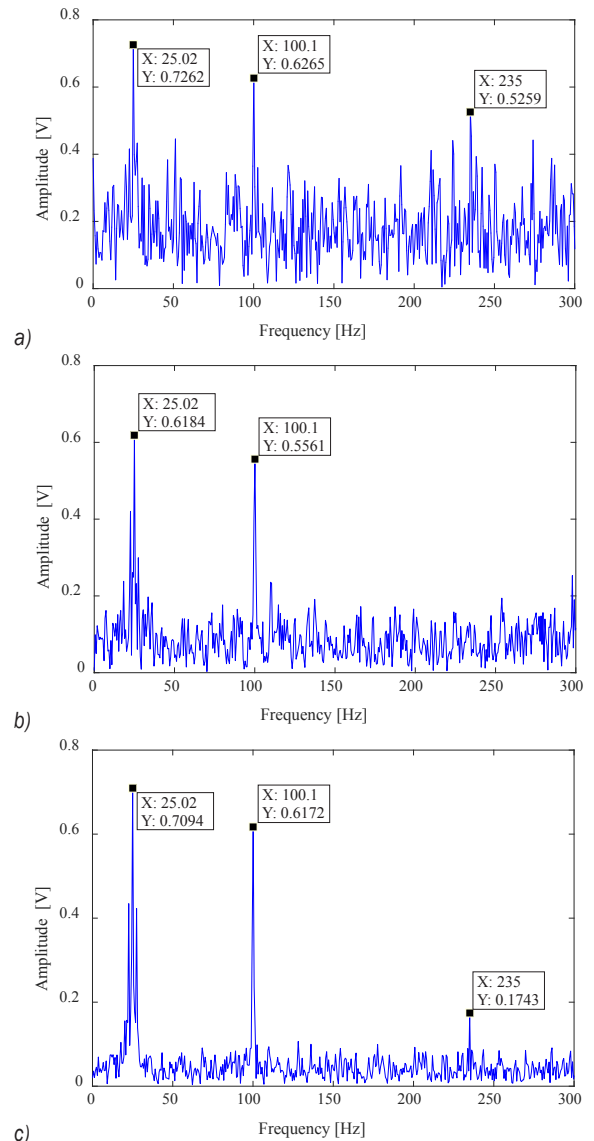 0.8
X: 25.02
Y: 0.7262
X: 100.1
Y: 0.6265
X: 235
Y: 0.5259
0.6
0.4
0.2
0
Amplitude [V]
0 50 100 150 200 250 300
Frequency [Hz]
a)
0.8
X: 25.02
Y: 0.6184
X: 100.1
Y: 0.5561
0.6
0.4
0.2
0
Amplitude [V]
0 50 100 150 200 250 300
Frequency [Hz]
b)
0.8
X: 25.02
Y: 0.7094
X: 100.1
Y: 0.6172
X: 235
Y: 0.1743
0.6
0.4
0.2
0
Amplitude [V]
0 50 100 150 200 250 300
Frequency [Hz]
c)